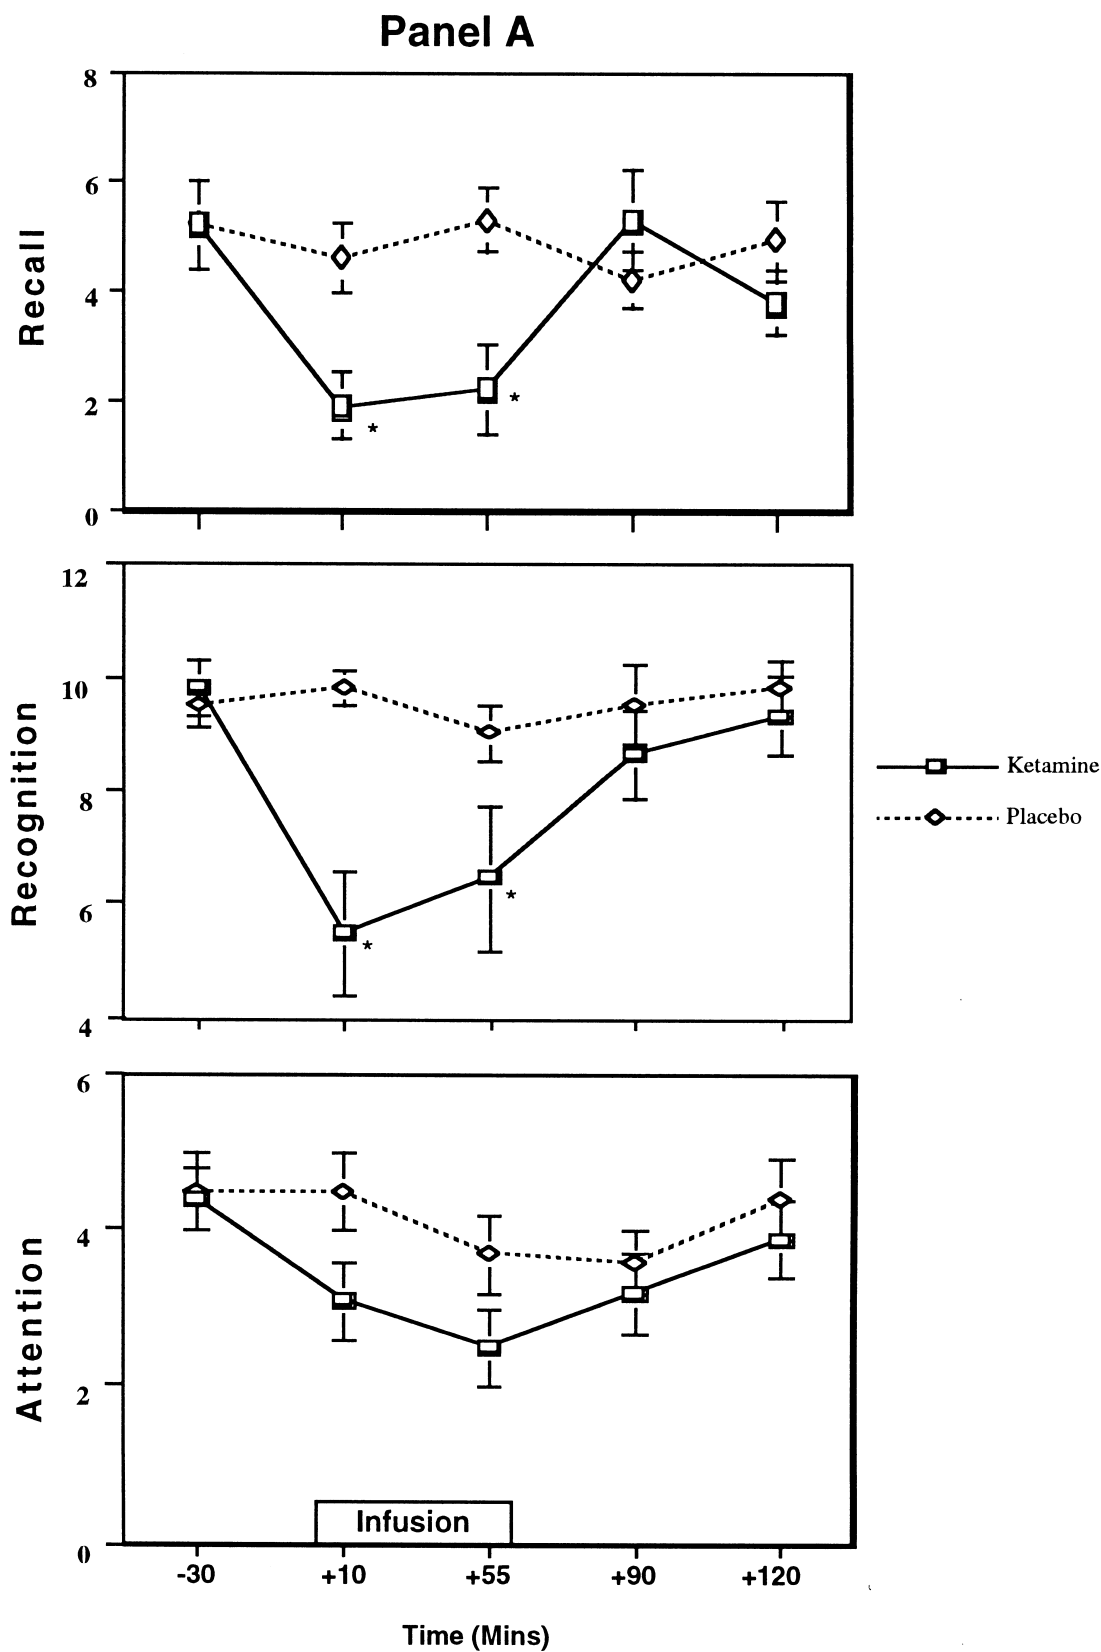 Panel A
8
6
4
2
0
Recall
*
*
12
10
8
6
4
Recognition
*
*
Ketamine
Placebo
6
4
2
0
Attention
Infusion
-30 +10 +55 +90 +120
Time (Mins)